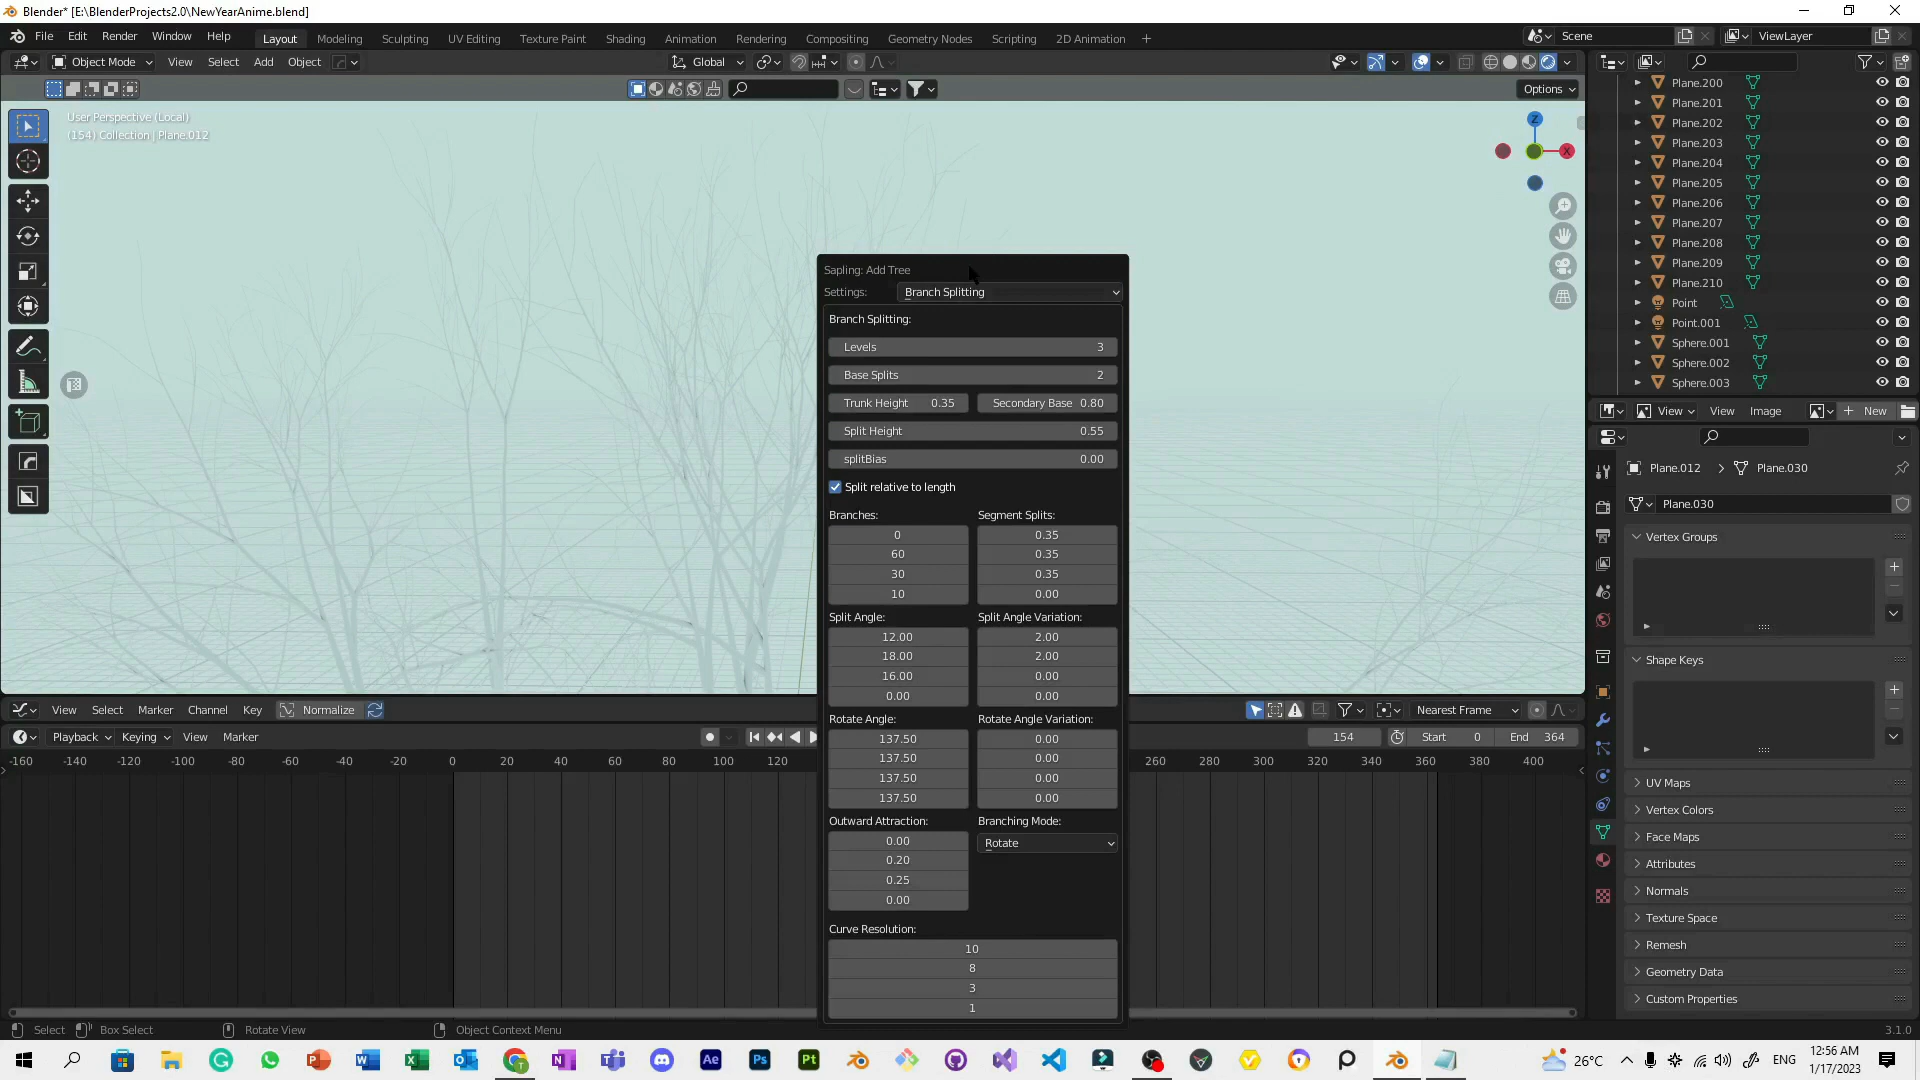 Blender* [E:\BlenderProjects2.0\NewYearAnime.blend]
File Edit Render Window Help Layout Modeling Sculpting UV Editing Texture Paint Shading Animation Rendering Compositing Geometry Nodes Scripting 2D Animation + Scene ViewLayer
Object Mode View Select Add Object Global
Options
User Perspective (Local)
(154) Collection | Plane.012
Z
X
Plane.200
Plane.201
Plane.202
Plane.203
Plane.204
Plane.205
Plane.206
Plane.207
Plane.208
Plane.209
Plane.210
Point
Point.001
Sphere.001
Sphere.002
Sphere.003
Sapling: Add Tree
Settings: Branch Splitting
Branch Splitting:
Levels 3
Base Splits 2
Trunk Height 0.35 Secondary Base 0.80
Split Height 0.55
splitBias 0.00
Split relative to length
Branches: Segment Splits:
0 0.35
60 0.35
30 0.35
10 0.00
Split Angle: Split Angle Variation:
12.00 2.00
18.00 2.00
16.00 0.00
0.00 0.00
Rotate Angle: Rotate Angle Variation:
137.50 0.00
137.50 0.00
137.50 0.00
137.50 0.00
Outward Attraction: Branching Mode:
0.00 Rotate
0.20
0.25
0.00
Curve Resolution:
10
8
3
1
View View Image + New
Plane.012 > Plane.030
Plane.030
Vertex Groups
Shape Keys
UV Maps
Vertex Colors
Face Maps
Attributes
Normals
Texture Space
Remesh
Geometry Data
Custom Properties
View Select Marker Channel Key Normalize Nearest Frame
Playback Keying View Marker 154 Start 0 End 364
-160 -140 -120 -100 -80 -60 -40 -20 0 20 40 60 80 100 120 260 280 300 320 340 360 380 400
Select Box Select Rotate View Object Context Menu 3.1.0
26°C ENG 12:56 AM
1/17/2023